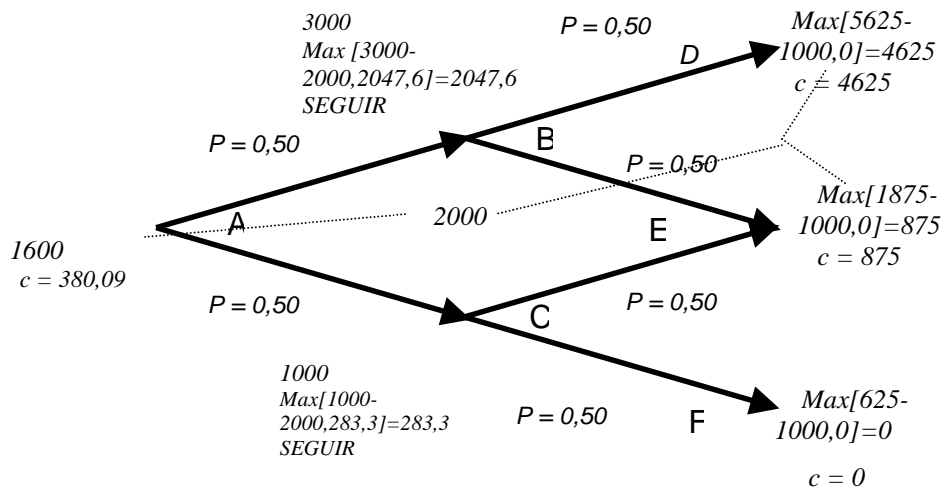 3000
Max [3000-
2000,2047,6]=2047,6
SEGUIR
P = 0,50
Max[5625-
1000,0]=4625
c = 4625
D
P = 0,50
B
P = 0,50
A
2000
1600
c = 380,09
E
Max[1875-
1000,0]=875
c = 875
P = 0,50
C
P = 0,50
1000
Max[1000-
2000,283,3]=283,3
SEGUIR
P = 0,50
F
Max[625-
1000,0]=0
c = 0